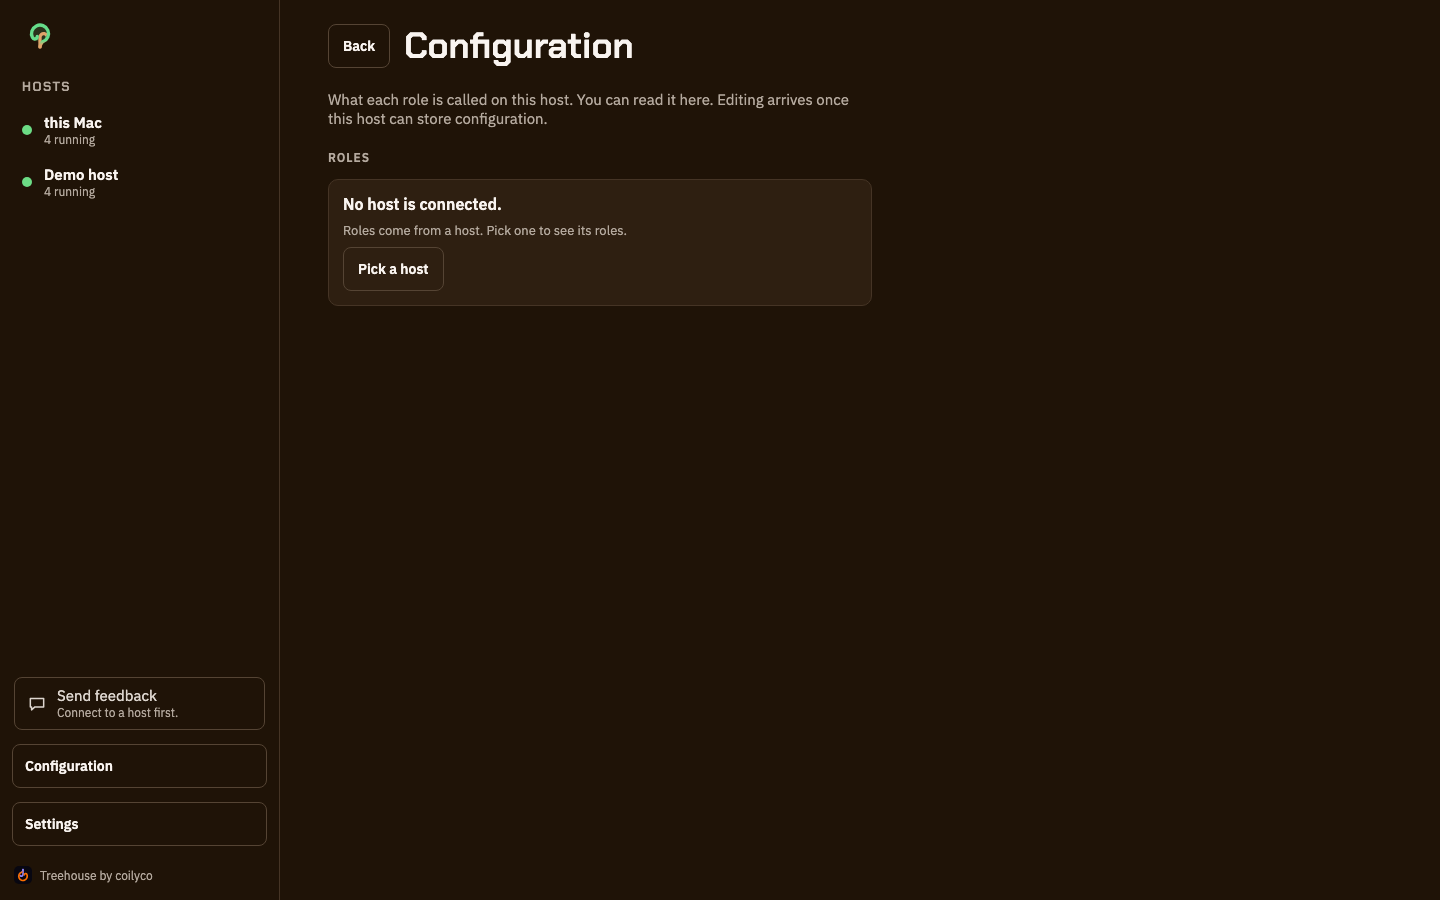 HOSTS
this Mac
4 running
Demo host
4 running
Send feedback
Connect to a host first.
Configuration
Settings
Treehouse by coilyco
Back
Configuration
What each role is called on this host. You can read it here. Editing arrives once
this host can store configuration.
ROLES
No host is connected.
Roles come from a host. Pick one to see its roles.
Pick a host